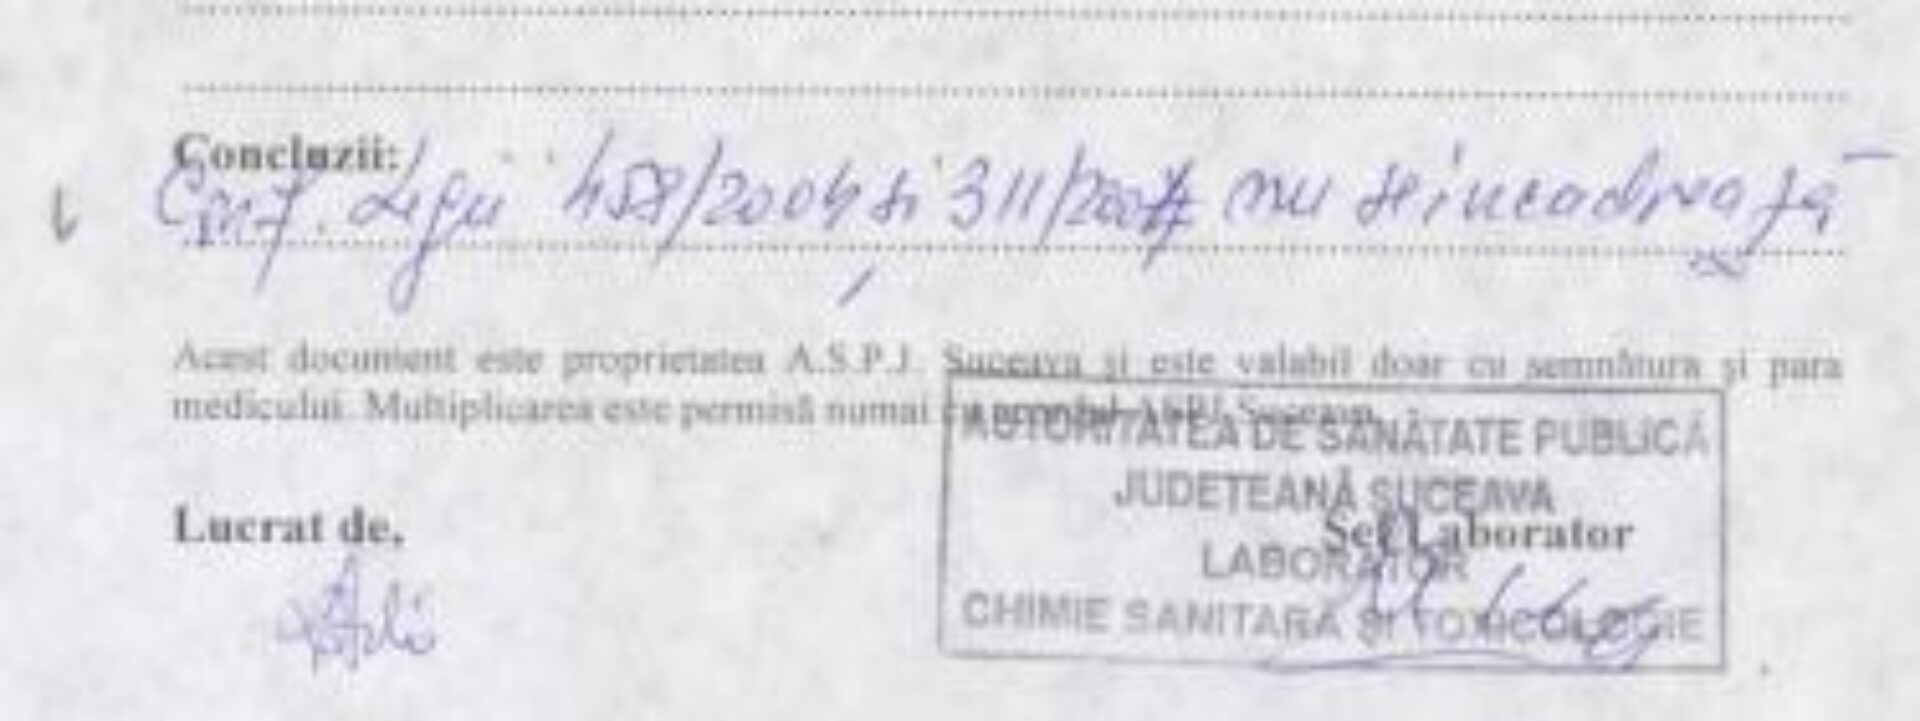 Concluzii:
Conf. Legii 458/2004 și 311/2004 nu se încadrează
Acest document este proprietatea A.S.P.J. Suceava și este valabil doar cu semnătura și para
medicului. Multiplicarea este permisă numai cu acordul ASPJ Suceava.
AUTORITATEA DE SĂNĂTATE PUBLICĂ
JUDEȚEANĂ SUCEAVA
Lucrat de,
Șef Laborator
LABORATOR
CHIMIE SANITARĂ ȘI TOXICOLOGIE